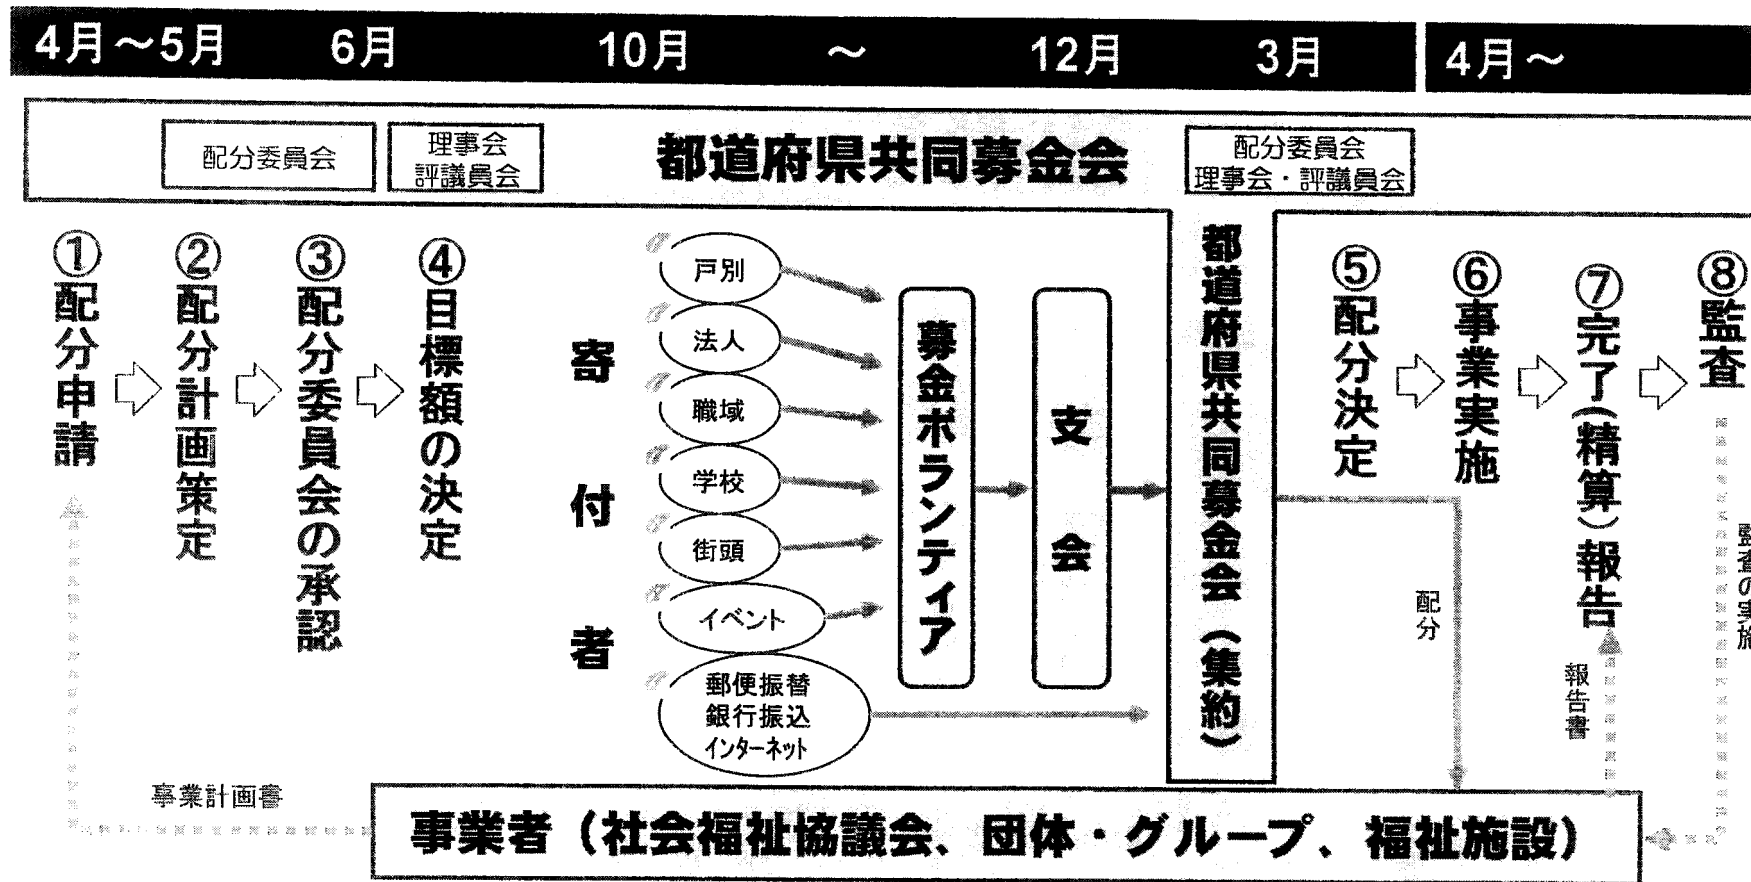 4月～5月 6月 10月 ～ 12月 3月 4月～
配分委員会
理事会
評議員会
都道府県共同募金会
配分委員会
理事会・評議員会
①配分申請
②配分計画策定
③配分委員会の承認
④目標額の決定
寄付者
戸別
法人
職域
学校
街頭
イベント
郵便振替
銀行振込
インターネット
募金ボランティア
支会
都道府県共同募金会（集約）
⑤配分決定
⑥事業実施
⑦完了（精算）報告
⑧監査
配分
報告書
監査の実施
事業計画書
事業者（社会福祉協議会、団体・グループ、福祉施設）